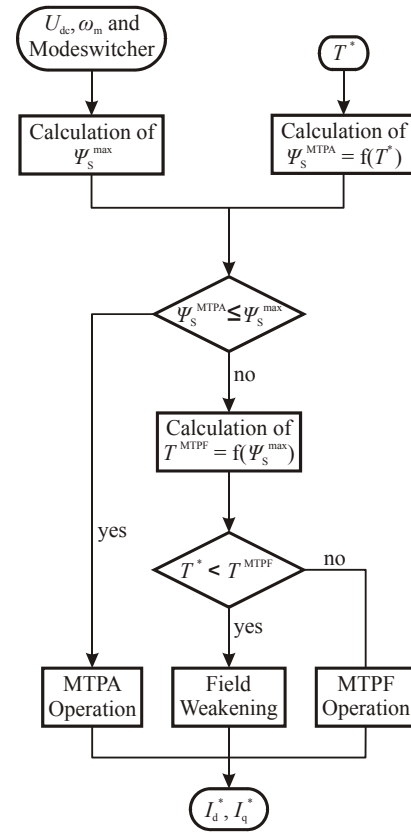 U_dc, ω_m and
Modeswitcher
T*
Calculation of
Ψ_S^max
Calculation of
Ψ_S^MTPA = f(T*)
Ψ_S^MTPA ≤ Ψ_S^max
no
Calculation of
T^MTPF = f(Ψ_S^max)
yes
T* < T^MTPF
no
yes
MTPA
Operation
Field
Weakening
MTPF
Operation
I_d*, I_q*